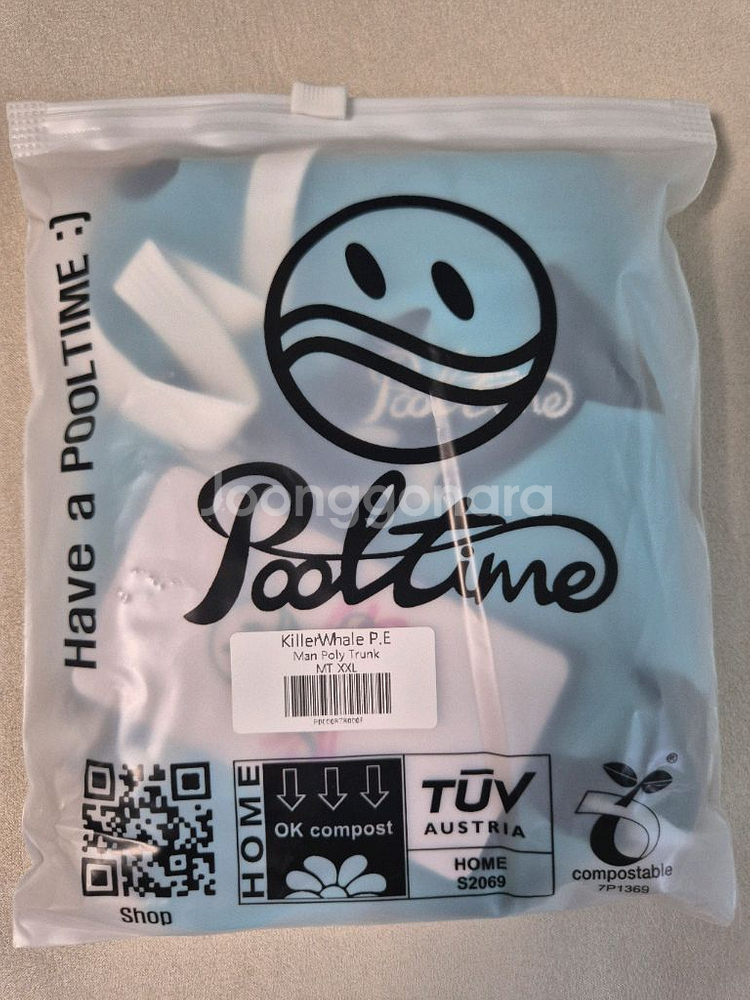 Have a POOLTIME :)
Pooltime
Joonggonara
Pooltime
KillerWhale P.E
Man Poly Trunk
MT XXL
HOME
OK compost
TÜV
AUSTRIA
HOME
S2069
®
compostable
7P1369
Shop